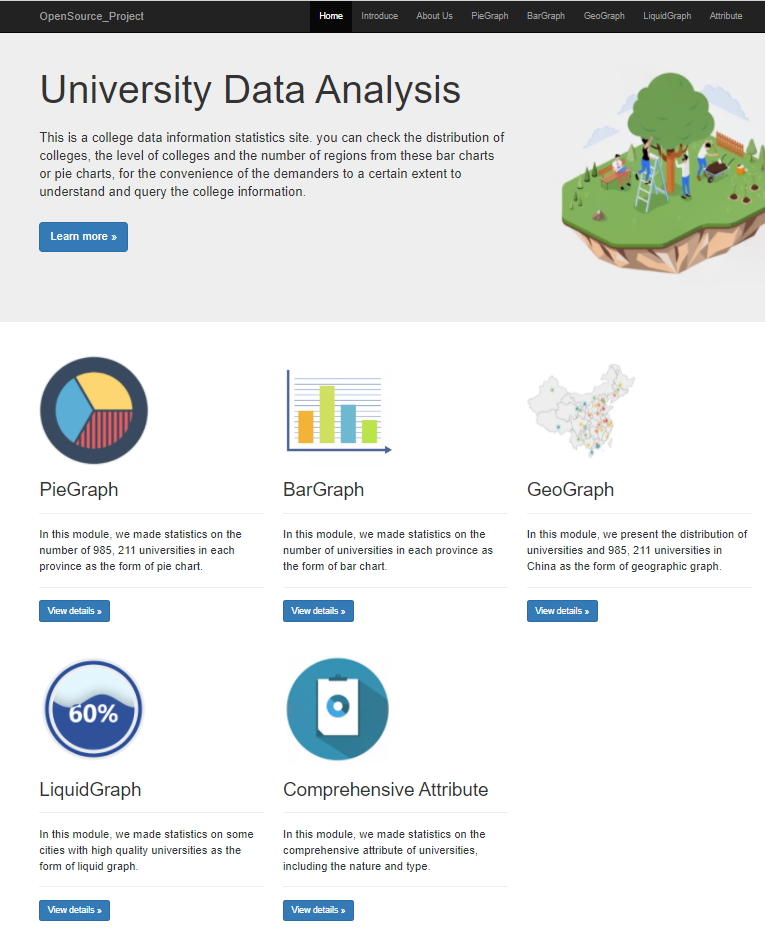 OpenSource_Project
Home Introduce About Us PieGraph BarGraph GeoGraph LiquidGraph Attribute
University Data Analysis
This is a college data information statistics site. you can check the distribution of
colleges, the level of colleges and the number of regions from these bar charts
or pie charts, for the convenience of the demanders to a certain extent to
understand and query the college information.
Learn more »
PieGraph
In this module, we made statistics on the
number of 985, 211 universities in each
province as the form of pie chart.
View details »
BarGraph
In this module, we made statistics on the
number of universities in each province as
the form of bar chart.
View details »
GeoGraph
In this module, we present the distribution of
universities and 985, 211 universities in
China as the form of geographic graph.
View details »
60%
LiquidGraph
In this module, we made statistics on some
cities with high quality universities as the
form of liquid graph.
View details »
Comprehensive Attribute
In this module, we made statistics on the
comprehensive attribute of universities,
including the nature and type.
View details »